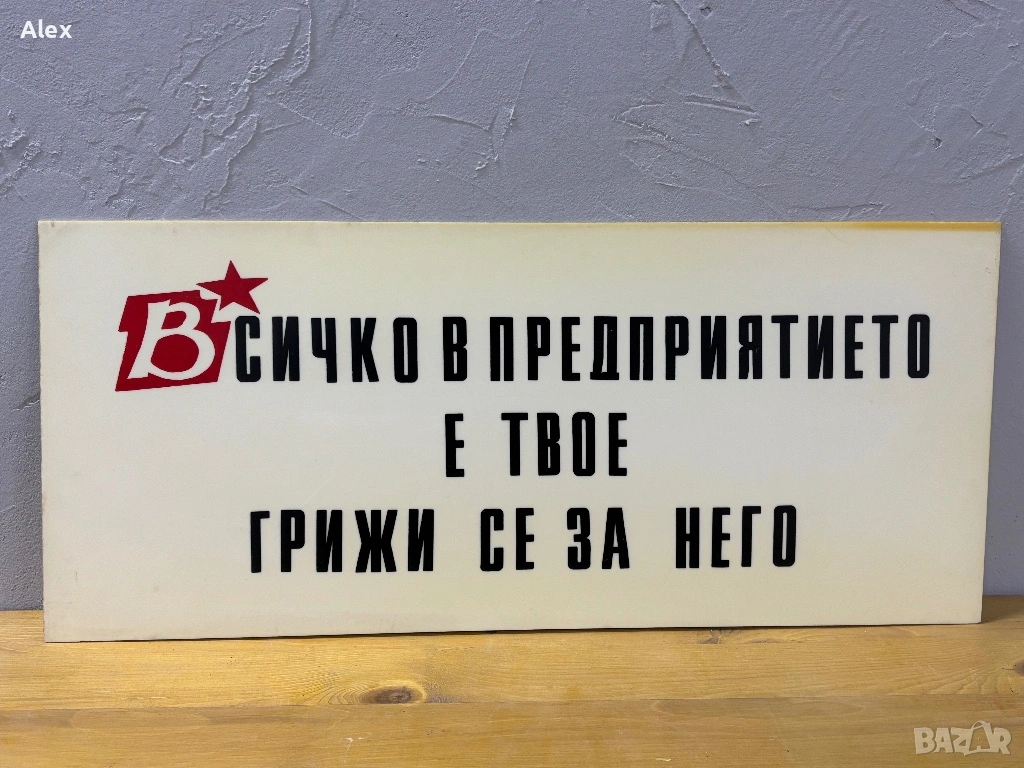 Alex
ВСИЧКО В ПРЕДПРИЯТИЕТО
Е ТВОЕ
ГРИЖИ СЕ ЗА НЕГО
BAZAR